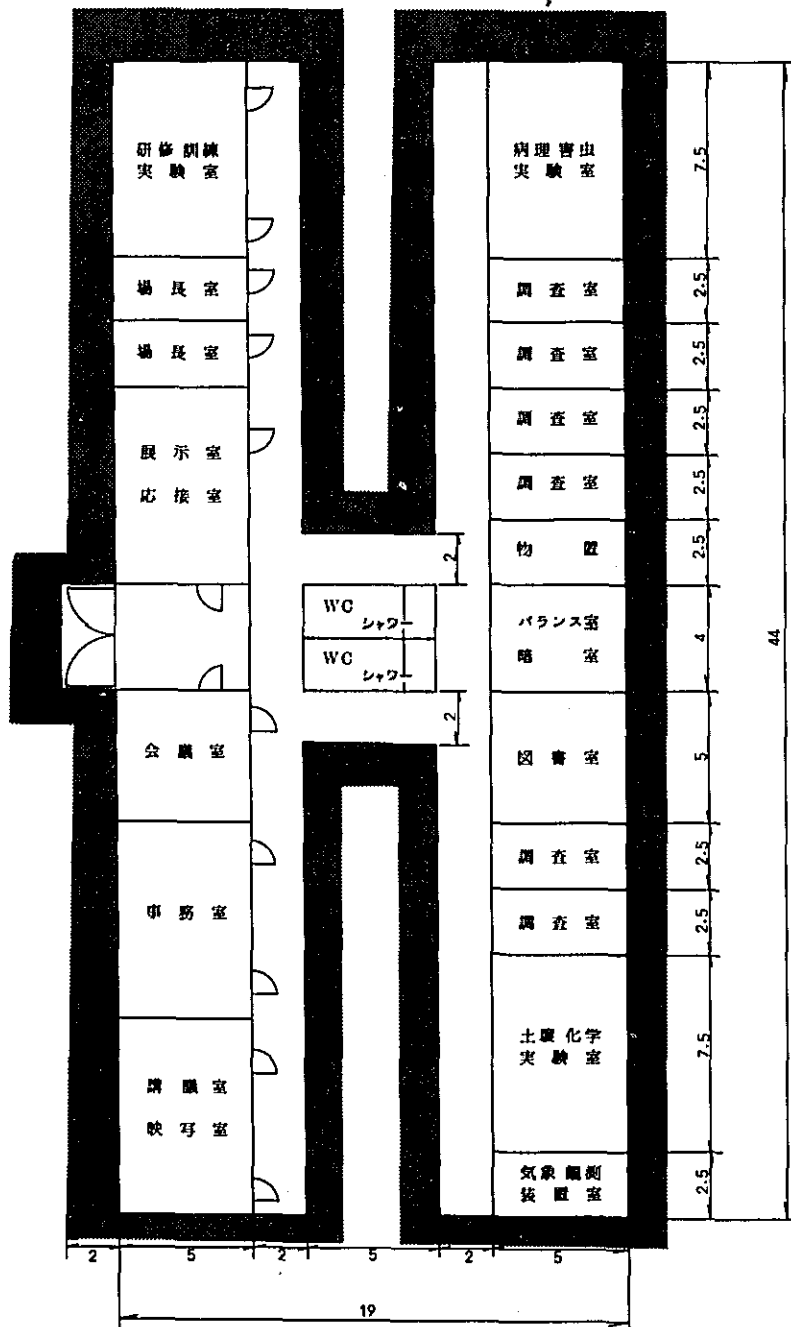 研修訓練
実験室
場長室
場長室
展示室
応接室
会議室
事務室
講議室
映写室
WC
シャワー
WC
シャワー
2
2
病理害虫
実験室
調査室
調査室
調査室
調査室
物置
バランス室
暗室
図書室
調査室
調査室
土壌化学
実験室
気象観測
装置室
7.5
2.5
2.5
2.5
2.5
2.5
4
5
2.5
2.5
7.5
2.5
44
2
5
2
5
2
5
19